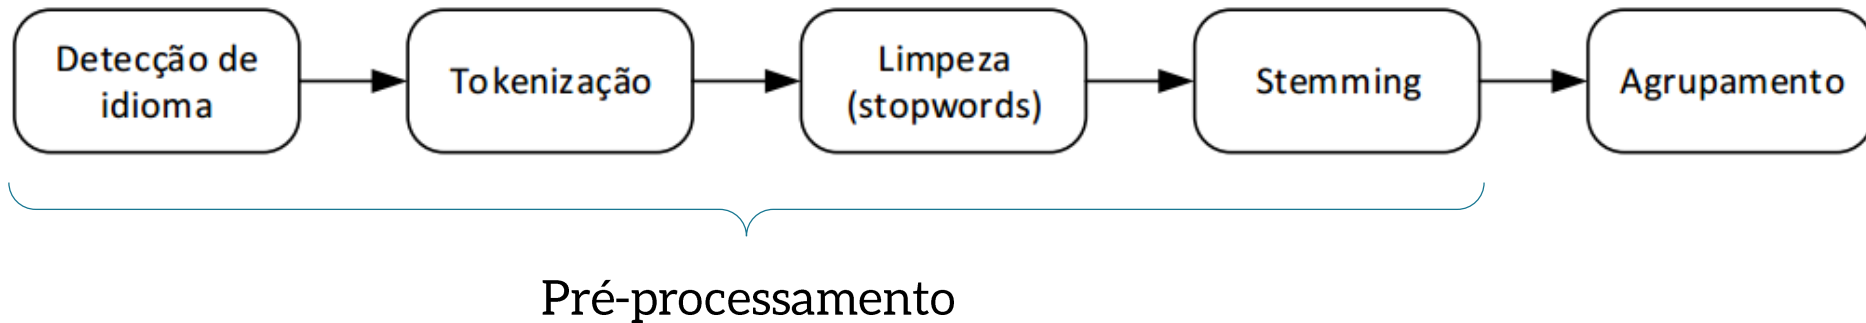 Detecção de
idioma
Tokenização
Limpeza
(stopwords)
Stemming
Agrupamento
Pré-processamento